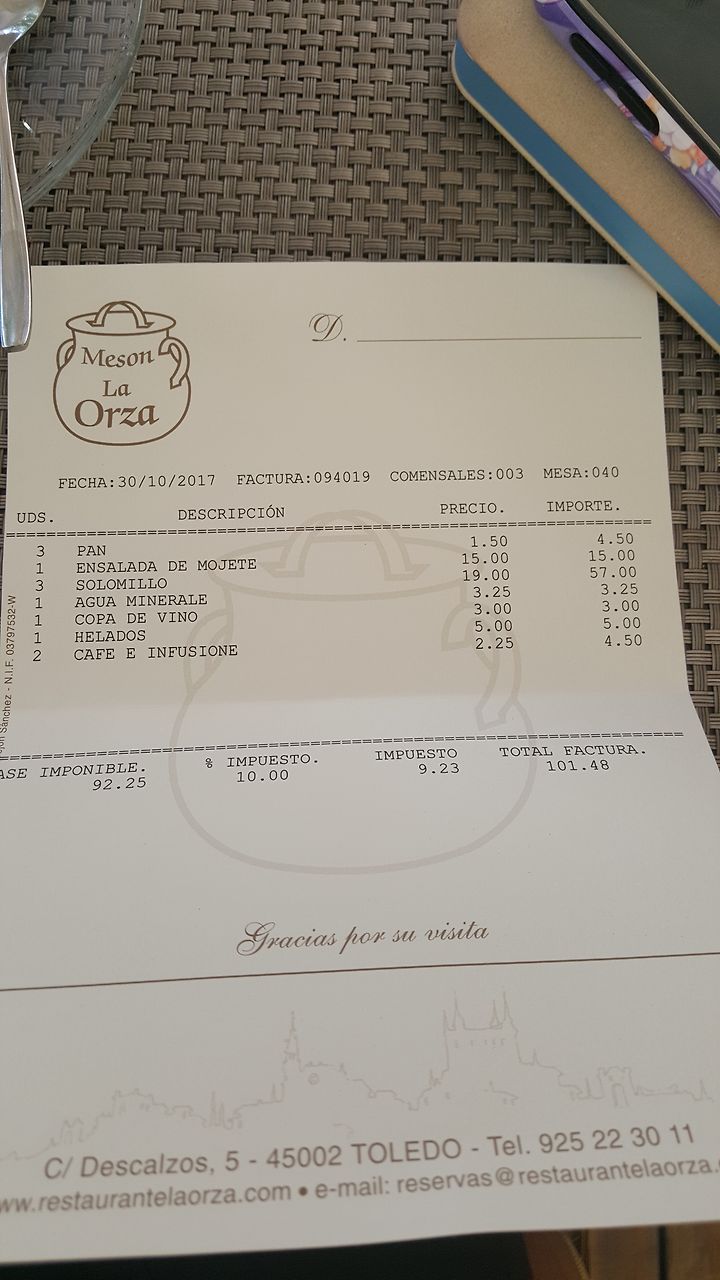 Meson
La
Orza
D.
FECHA:30/10/2017 FACTURA:094019 COMENSALES:003 MESA:040
UDS. DESCRIPCIÓN PRECIO. IMPORTE.
3 PAN 1.50 4.50
1 ENSALADA DE MOJETE 15.00 15.00
3 SOLOMILLO 19.00 57.00
1 AGUA MINERALE 3.25 3.25
1 COPA DE VINO 3.00 3.00
1 HELADOS 5.00 5.00
2 CAFE E INFUSIONE 2.25 4.50
Sánchez - N.I.F. 03797532-W
ASE IMPONIBLE. % IMPUESTO. IMPUESTO TOTAL FACTURA.
92.25 10.00 9.23 101.48
Gracias por su visita
C/ Descalzos, 5 - 45002 TOLEDO - Tel. 925 22 30 11
ww.restaurantelaorza.com • e-mail: reservas@restaurantelaorza.